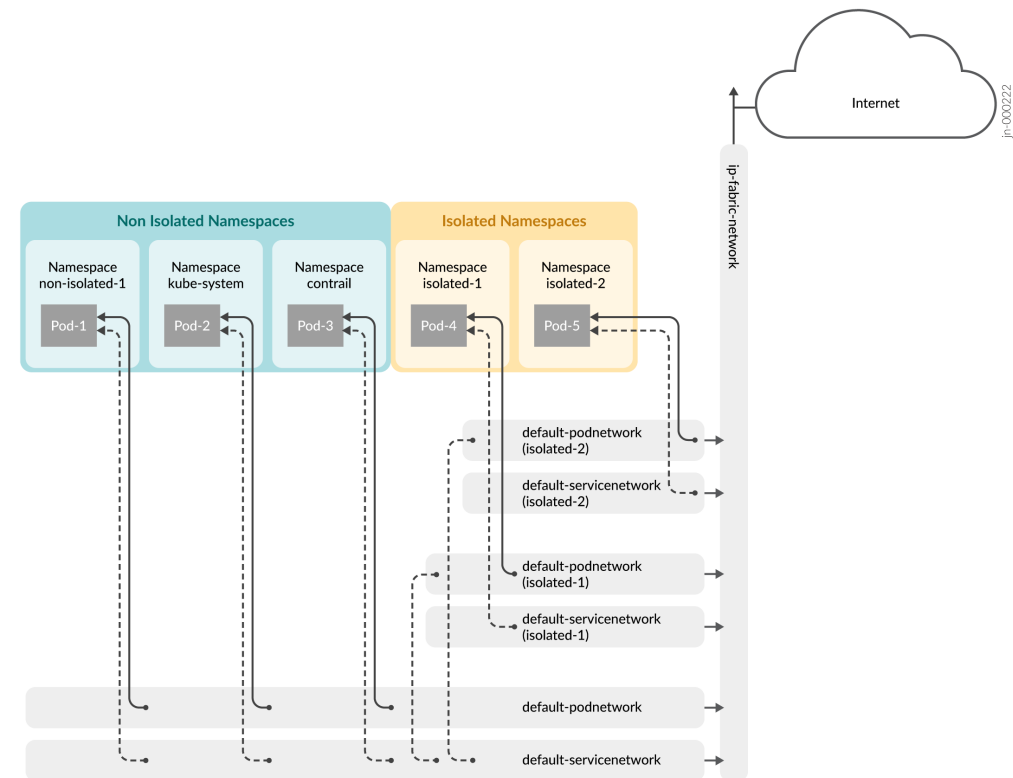 Internet
jn-000222
ip-fabric-network
Non Isolated Namespaces
Isolated Namespaces
Namespace
non-isolated-1
Namespace
kube-system
Namespace
contrail
Namespace
isolated-1
Namespace
isolated-2
Pod-1
Pod-2
Pod-3
Pod-4
Pod-5
default-podnetwork
(isolated-2)
default-servicenetwork
(isolated-2)
default-podnetwork
(isolated-1)
default-servicenetwork
(isolated-1)
default-podnetwork
default-servicenetwork